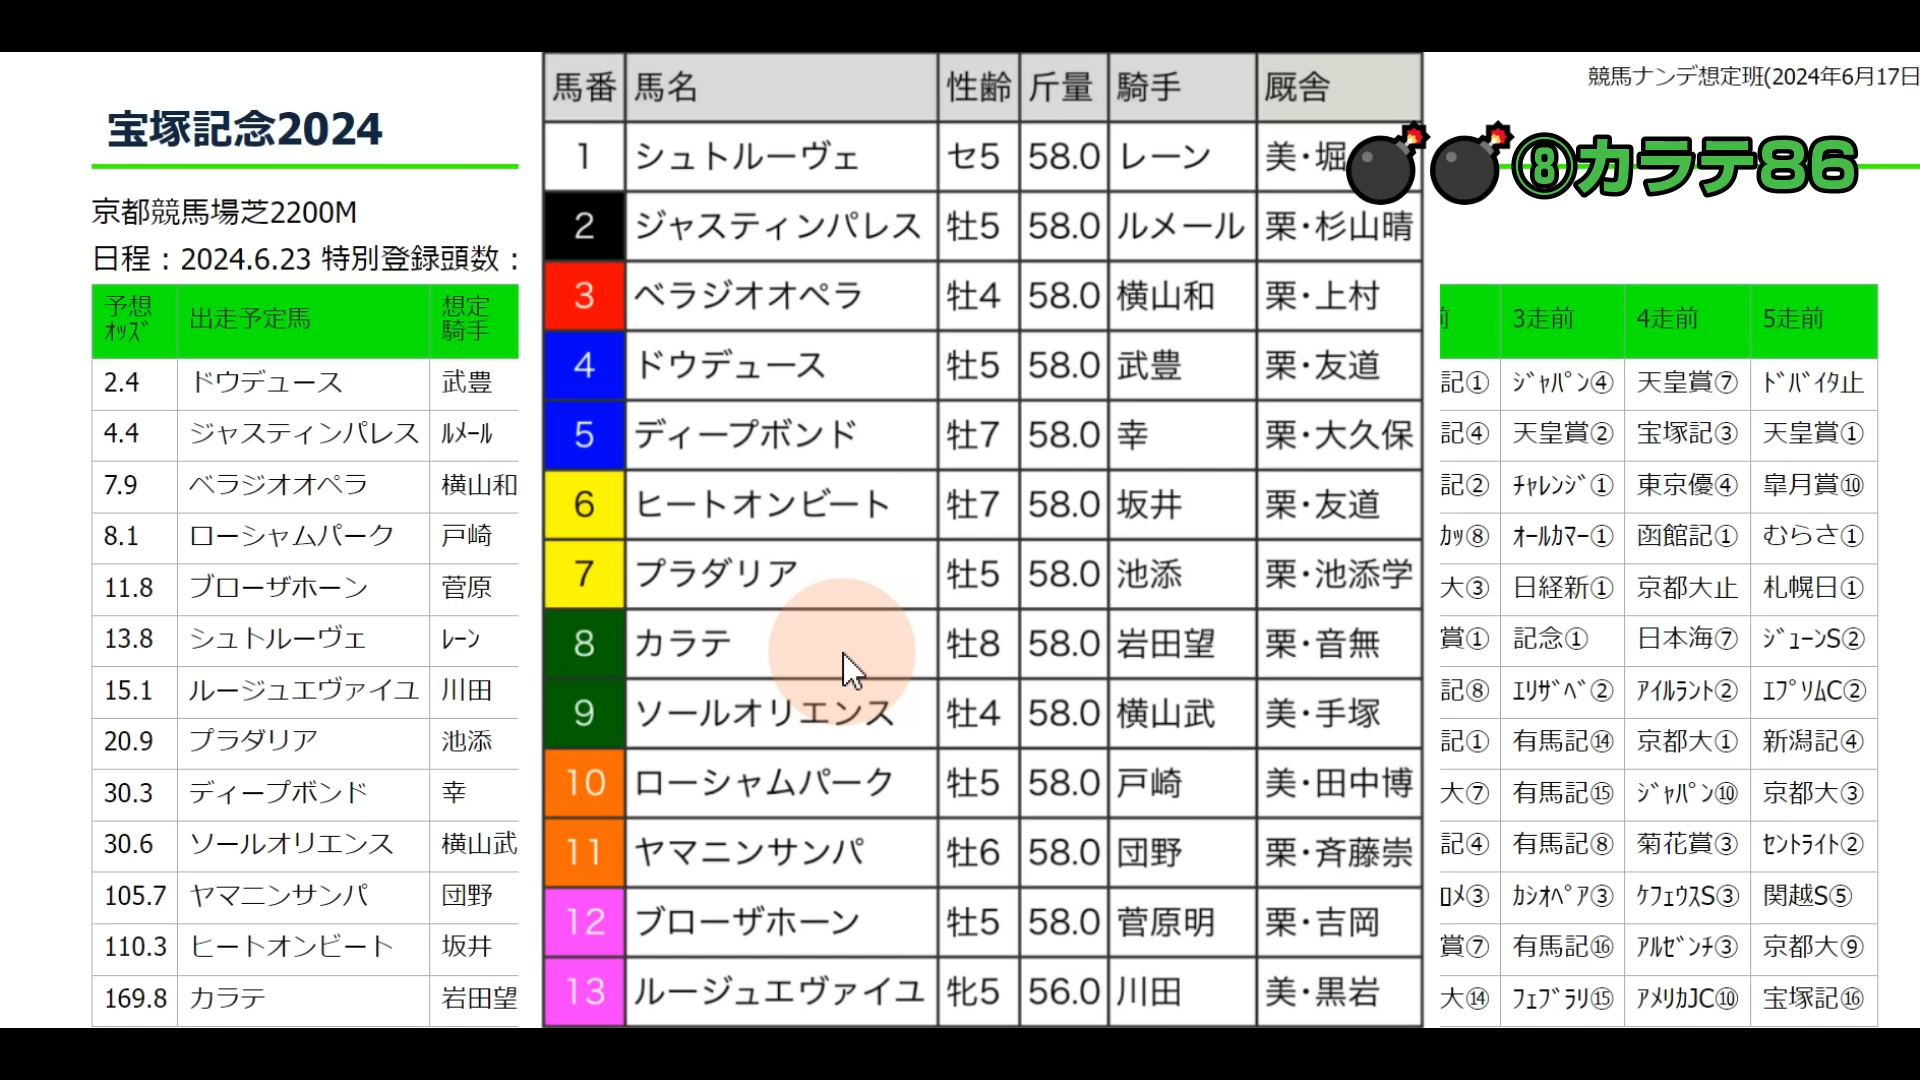 競馬ナンデ想定班(2024年6月17日
宝塚記念2024
⑧カラテ86
京都競馬場芝2200M
日程：2024.6.23 特別登録頭数：
予想ｵｯｽﾞ 出走予定馬 想定騎手
2.4 ドウデュース 武豊
4.4 ジャスティンパレス ﾙﾒｰﾙ
7.9 ベラジオオペラ 横山和
8.1 ローシャムパーク 戸崎
11.8 ブローザホーン 菅原
13.8 シュトルーヴェ ﾚｰﾝ
15.1 ルージュエヴァイユ 川田
20.9 プラダリア 池添
30.3 ディープボンド 幸
30.6 ソールオリエンス 横山武
105.7 ヤマニンサンパ 団野
110.3 ヒートオンビート 坂井
169.8 カラテ 岩田望
馬番 馬名 性齢 斤量 騎手 厩舎
1 シュトルーヴェ セ5 58.0 レーン 美・堀
2 ジャスティンパレス 牡5 58.0 ルメール 栗・杉山晴
3 ベラジオオペラ 牡4 58.0 横山和 栗・上村
4 ドウデュース 牡5 58.0 武豊 栗・友道
5 ディープボンド 牡7 58.0 幸 栗・大久保
6 ヒートオンビート 牡7 58.0 坂井 栗・友道
7 プラダリア 牡5 58.0 池添 栗・池添学
8 カラテ 牡8 58.0 岩田望 栗・音無
9 ソールオリエンス 牡4 58.0 横山武 美・手塚
10 ローシャムパーク 牡5 58.0 戸崎 美・田中博
11 ヤマニンサンパ 牡6 58.0 団野 栗・斉藤崇
12 ブローザホーン 牡5 58.0 菅原明 栗・吉岡
13 ルージュエヴァイユ 牝5 56.0 川田 美・黒岩
前 3走前 4走前 5走前
記① ｼﾞｬﾊﾟﾝ④ 天皇賞⑦ ﾄﾞﾊﾞｲﾀ止
記④ 天皇賞② 宝塚記③ 天皇賞①
記② ﾁｬﾚﾝｼﾞ① 東京優④ 皐月賞⑩
ｶｯ⑧ ｵｰﾙｶﾏｰ① 函館記① むらさ①
大③ 日経新① 京都大止 札幌日①
賞① 記念① 日本海⑦ ｼﾞｭｰﾝS②
記⑧ ｴﾘｻﾞﾍﾞ② ｱｲﾙﾗﾝﾄ② ｴﾌﾟｿﾑC②
記① 有馬記⑭ 京都大① 新潟記④
大⑦ 有馬記⑮ ｼﾞｬﾊﾟﾝ⑩ 京都大③
記④ 有馬記⑧ 菊花賞③ ｾﾝﾄﾗｲﾄ②
ﾛﾒ③ ｶｼｵﾍﾟｱ③ ｹﾌｪｳｽS③ 関越S⑤
賞⑦ 有馬記⑯ ｱﾙｾﾞﾝﾁ③ 京都大⑨
大⑭ ﾌｪﾌﾞﾗﾘ⑮ ｱﾒﾘｶJC⑩ 宝塚記⑯